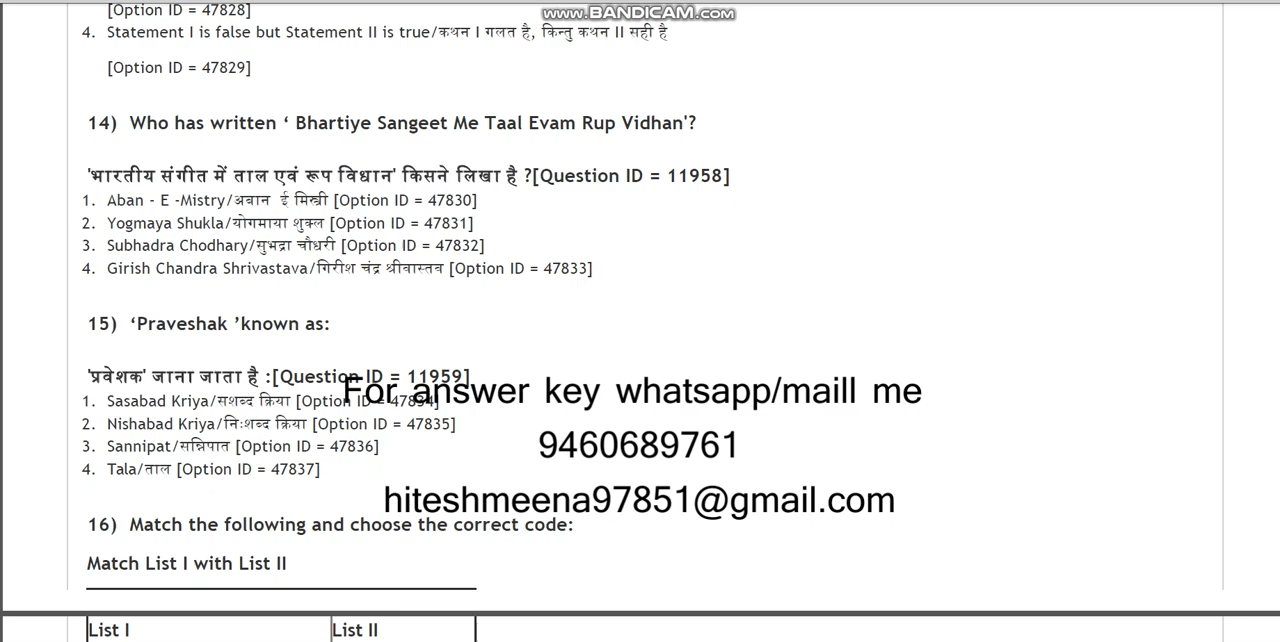 www.BANDICAM.com
[Option ID = 47828]
4. Statement I is false but Statement II is true/कथन I गलत है, किन्तु कथन II सही है
[Option ID = 47829]
14) Who has written ‘ Bhartiye Sangeet Me Taal Evam Rup Vidhan'?
'भारतीय संगीत में ताल एवं रूप विधान' किसने लिखा है ?[Question ID = 11958]
1. Aban - E -Mistry/अबान ई मिस्त्री [Option ID = 47830]
2. Yogmaya Shukla/योगमाया शुक्ल [Option ID = 47831]
3. Subhadra Chodhary/सुभद्रा चौधरी [Option ID = 47832]
4. Girish Chandra Shrivastava/गिरीश चंद्र श्रीवास्तव [Option ID = 47833]
15) ‘Praveshak ’known as:
'प्रवेशक' जाना जाता है :[Question ID = 11959]
For answer key whatsapp/maill me
1. Sasabad Kriya/सशब्द क्रिया [Option ID = 47834]
2. Nishabad Kriya/निःशब्द क्रिया [Option ID = 47835]
9460689761
3. Sannipat/सन्निपात [Option ID = 47836]
4. Tala/ताल [Option ID = 47837]
hiteshmeena97851@gmail.com
16) Match the following and choose the correct code:
Match List I with List II
List I List II